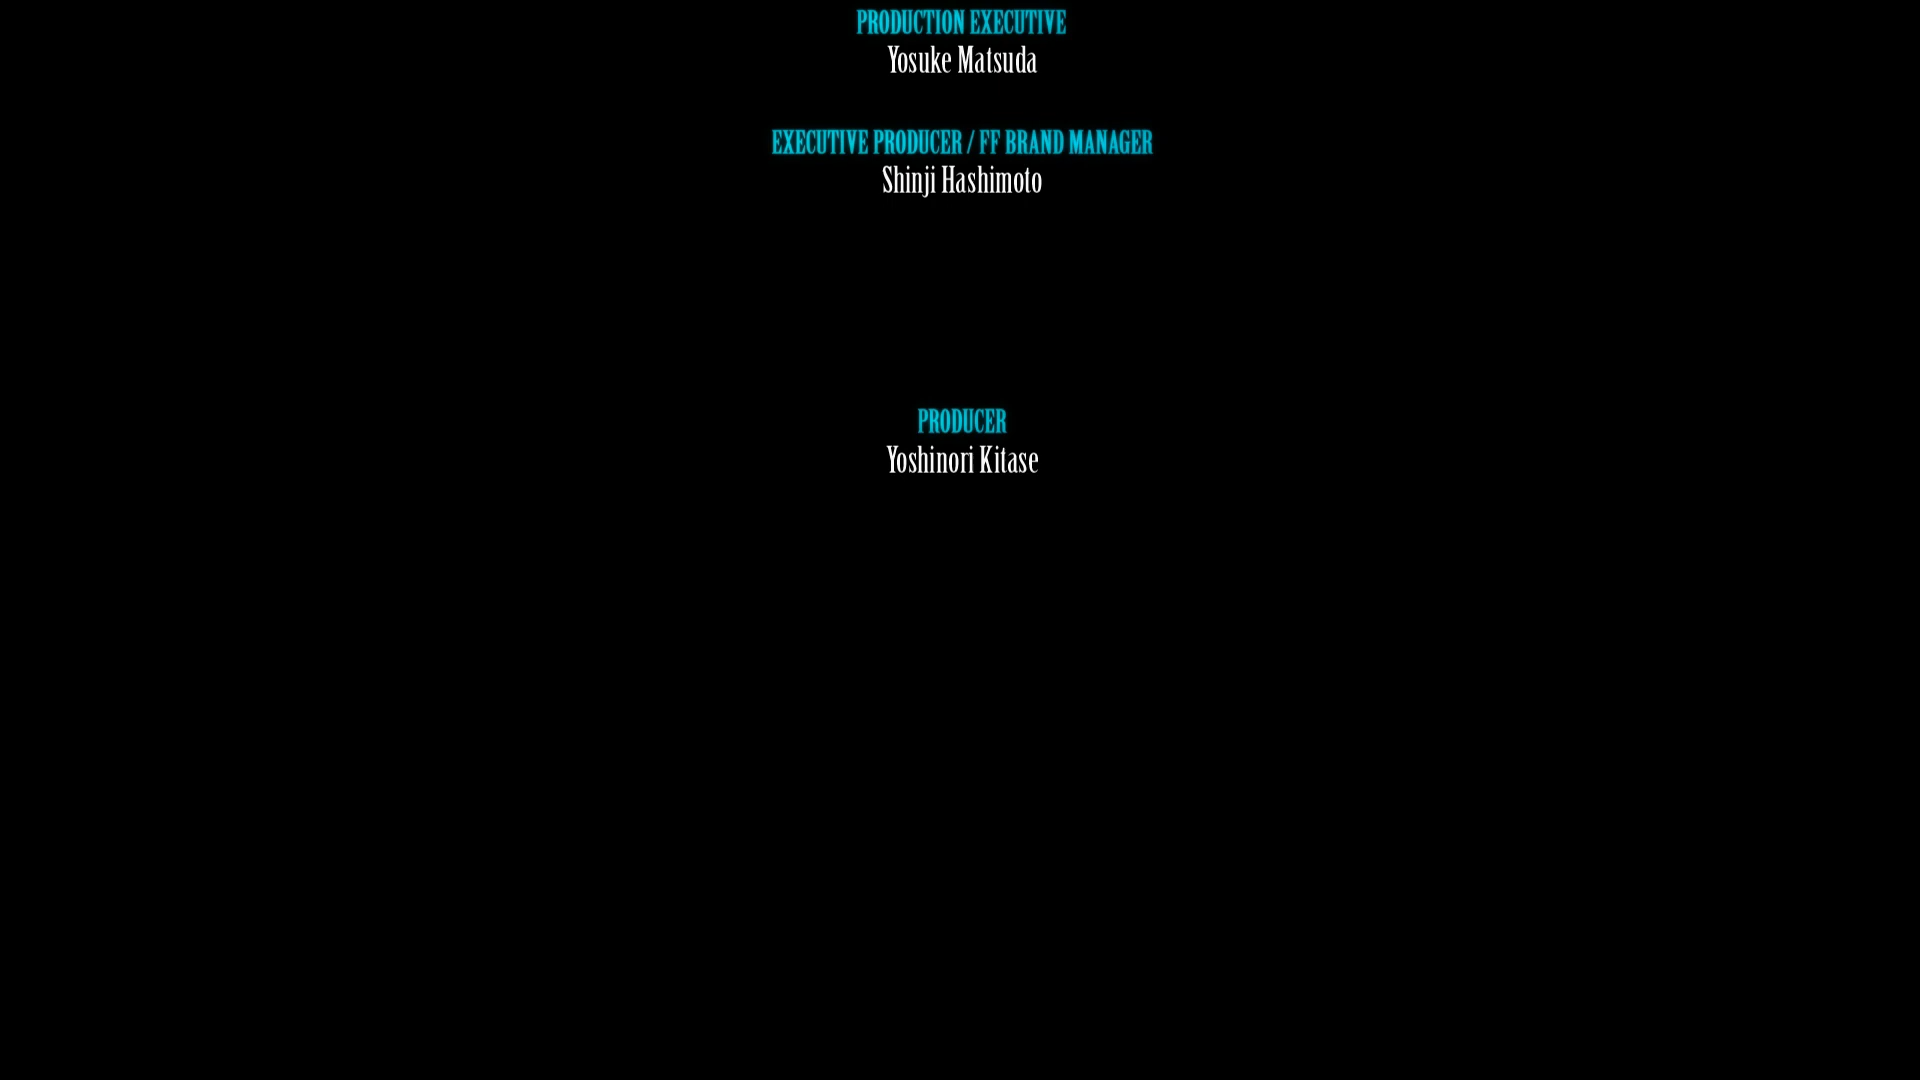 PRODUCTION EXECUTIVE
Yosuke Matsuda
EXECUTIVE PRODUCER / FF BRAND MANAGER
Shinji Hashimoto
PRODUCER
Yoshinori Kitase